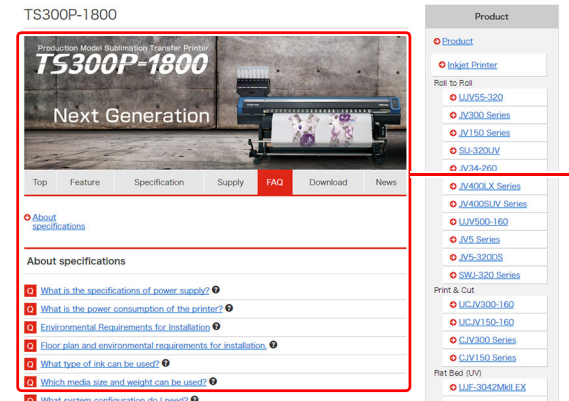 TS300P-1800
Production Model Sublimation Transfer Printer
TS300P-1800
Next Generation
Top
Feature
Specification
Supply
FAQ
Download
News
About
specifications
About specifications
Q What is the specifications of power supply?
Q What is the power consumption of the printer?
Q Environmental Requirements for Installation
Q Floor plan and environmental requirements for installation.
Q What type of ink can be used?
Q Which media size and weight can be used?
Q What system configuration do I need?
Product
Product
Inkjet Printer
Roll to Roll
UJV55-320
JV300 Series
JV150 Series
SIJ-320UV
JV34-260
JV400LX Series
JV400SUV Series
UJV500-160
JV5 Series
JV5-320DS
SWJ-320 Series
Print & Cut
UCJV300-160
UCJV150-160
CJV300 Series
CJV150 Series
Flat Bed (UV)
UJF-3042MkII EX